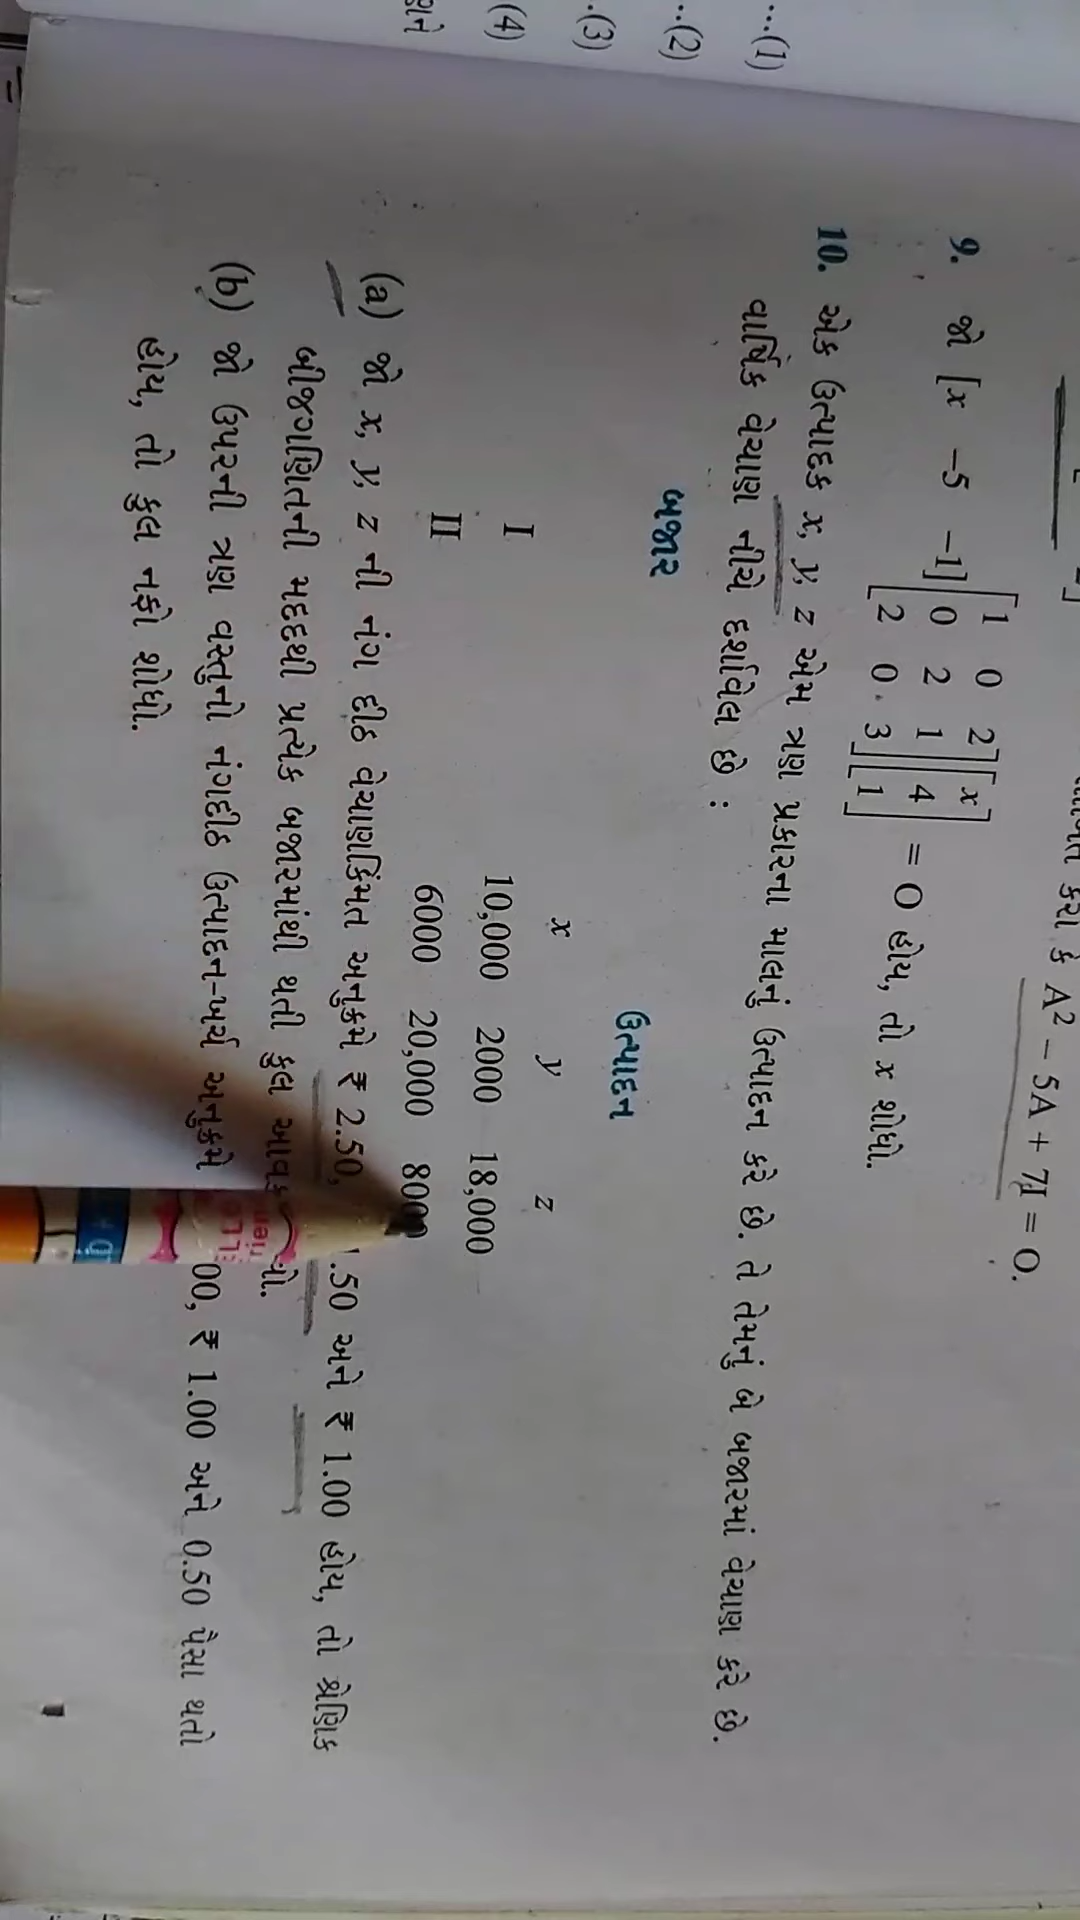 ...(1)
...(2)
.(3)
(4)
A² – 5A + 7I = O.
9. જો [x –5 –1] [1 0 2 0 2 1 2 0 3] [x 4 1] = O હોય, તો x શોધો.
10. એક ઉત્પાદક x, y, z એમ ત્રણ પ્રકારના માલનું ઉત્પાદન કરે છે. તે તેમનું બે બજારમાં વેચાણ કરે છે.
વાર્ષિક વેચાણ નીચે દર્શાવેલ છે :
બજાર ઉત્પાદન
x y z
I 10,000 2000 18,000
II 6000 20,000 8000
(a) જો x, y, z ની નંગ દીઠ વેચાણકિંમત અનુક્રમે ₹ 2.50, 1.50 અને ₹ 1.00 હોય, તો શ્રેણિક
બીજગણિતની મદદથી પ્રત્યેક બજારમાંથી થતી કુલ
(b) જો ઉપરની ત્રણ વસ્તુનો નંગદીઠ ઉત્પાદન-ખર્ચ અનુક્રમે 00, ₹ 1.00 અને 0.50 પૈસા થતો
હોય, તો કુલ નફો શોધો.